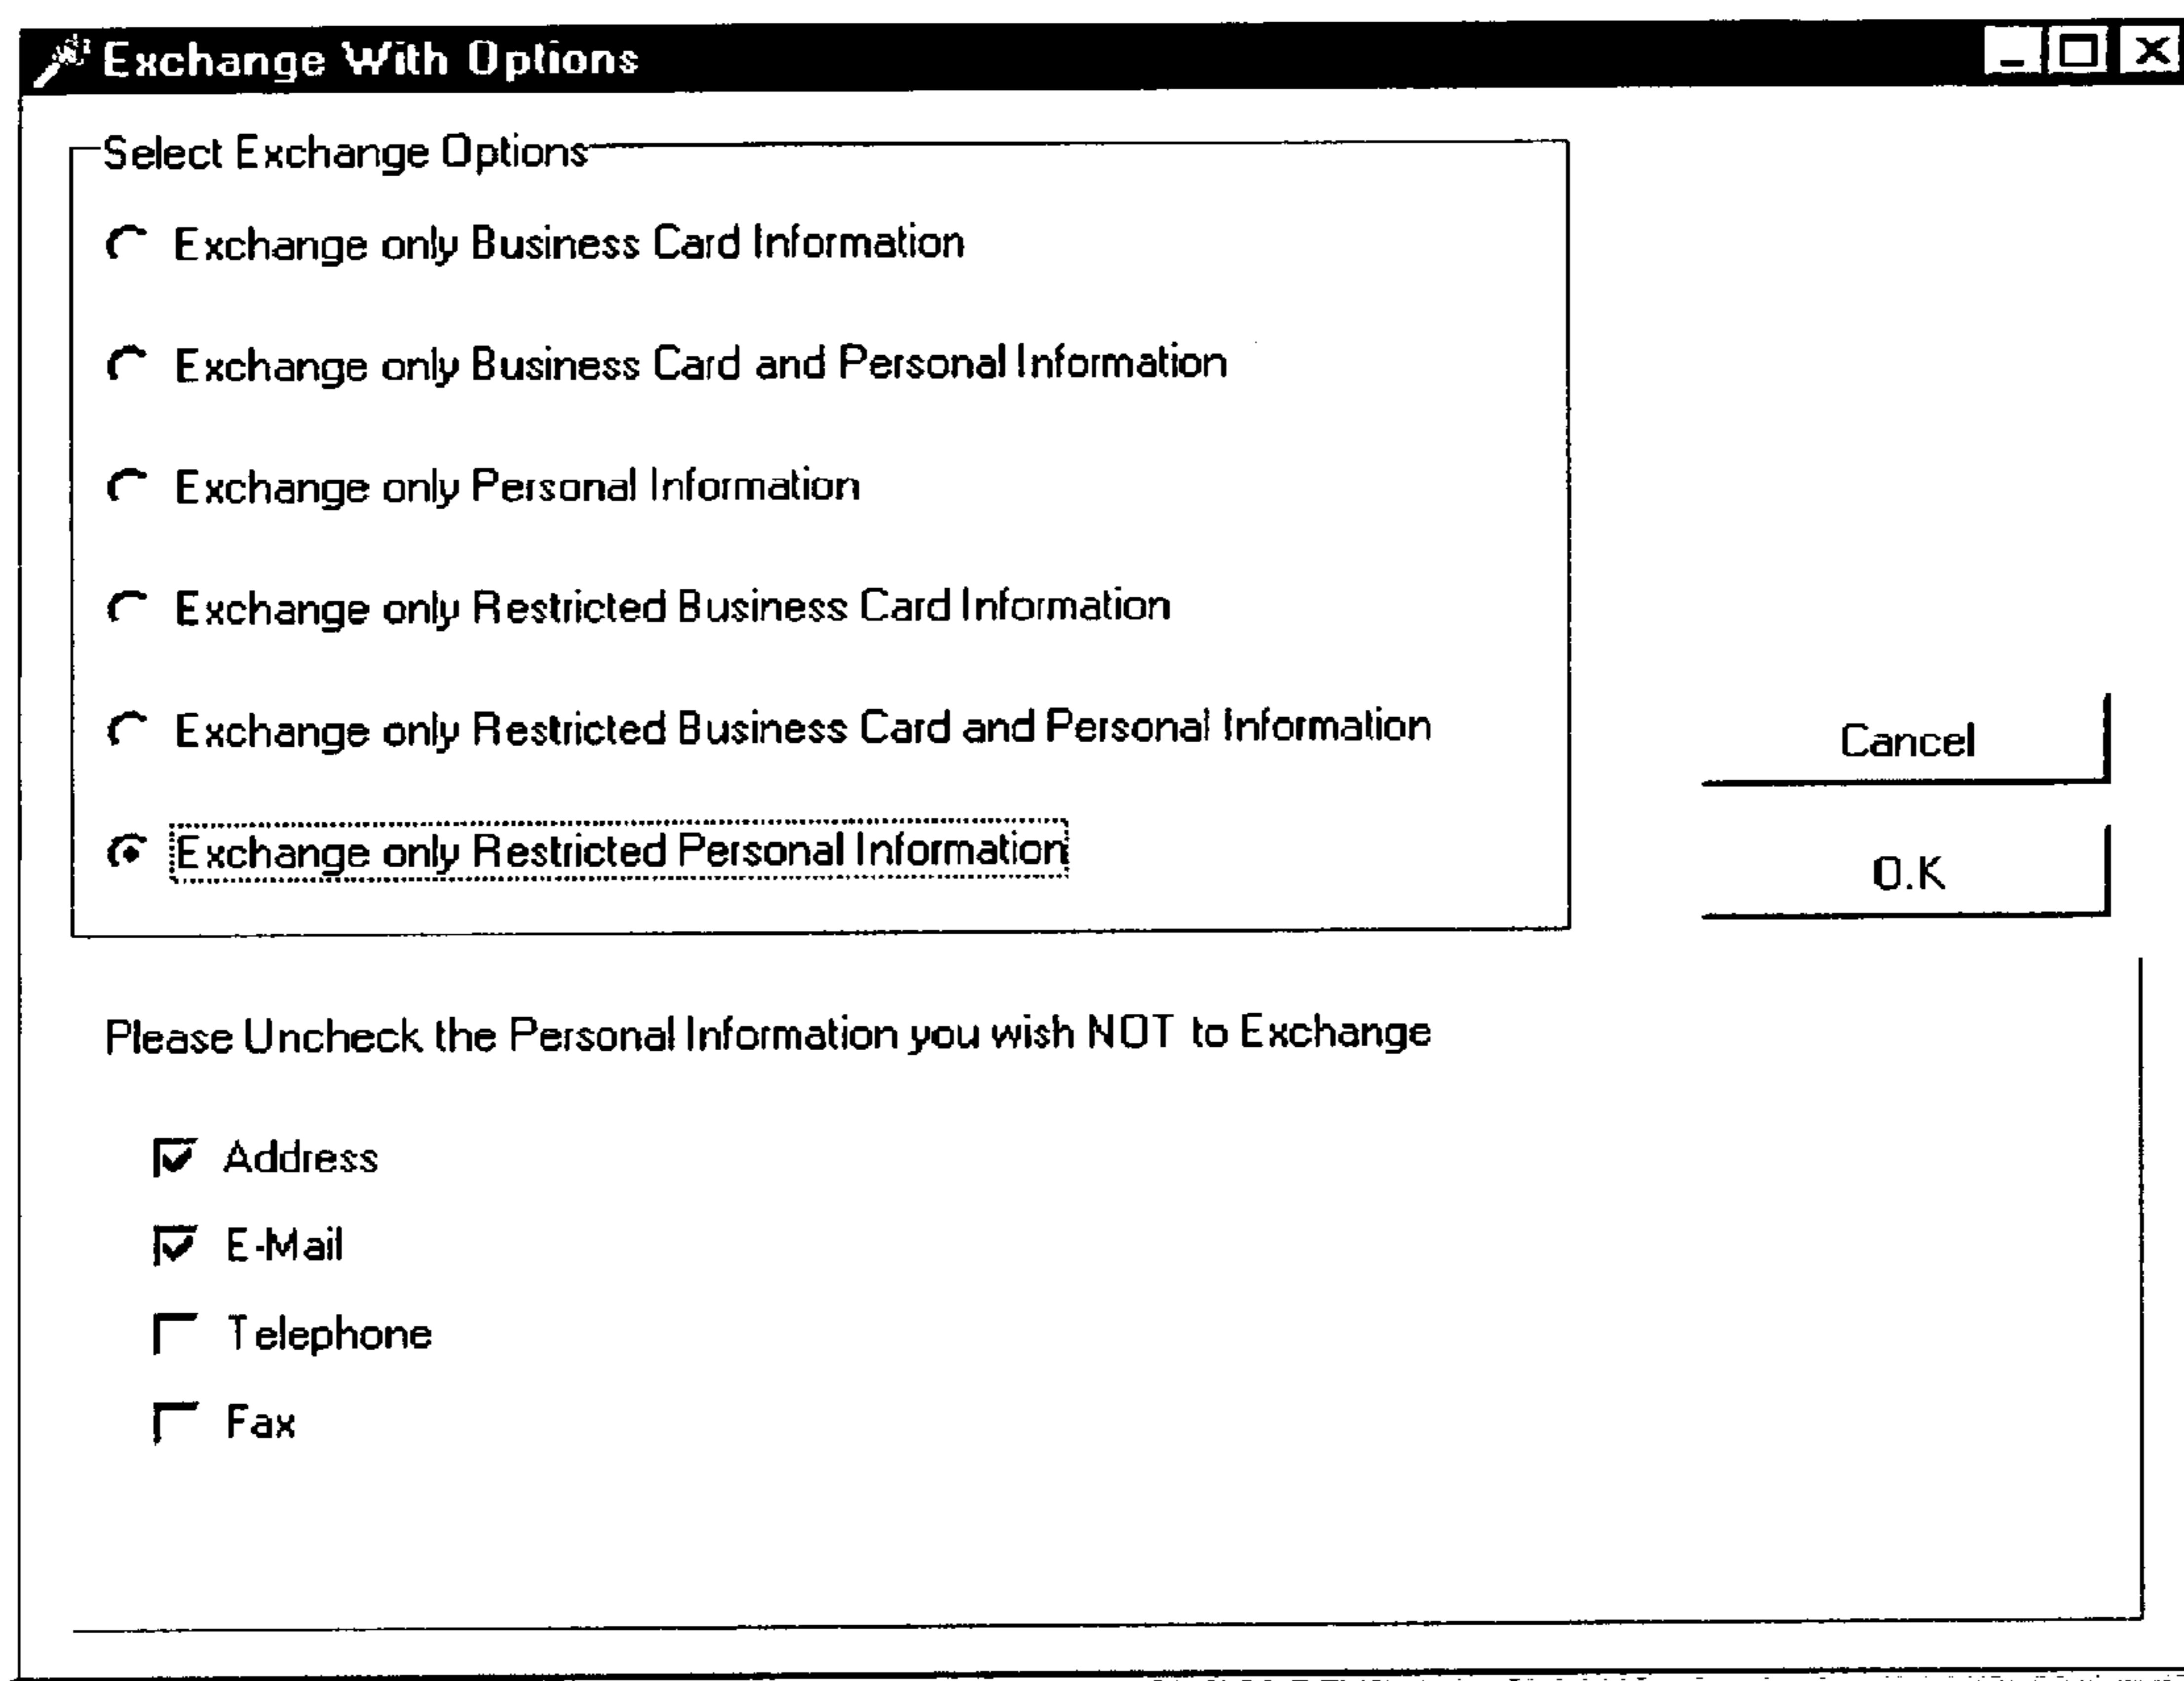 Exchange With Options
Select Exchange Options
Exchange only Business Card Information
Exchange only Business Card and Personal Information
Exchange only Personal Information
Exchange only Restricted Business Card Information
Exchange only Restricted Business Card and Personal Information
Cancel
Exchange only Restricted Personal Information
O.K
Please Uncheck the Personal Information you wish NOT to Exchange
Address
E-Mail
Telephone
Fax